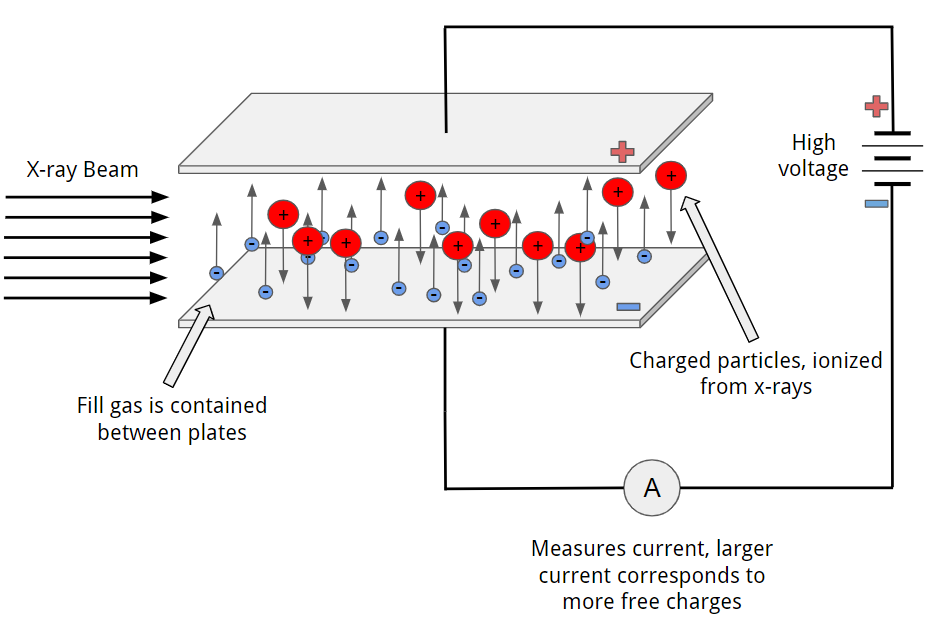 X-ray Beam
High
voltage
Charged particles, ionized
from x-rays
Fill gas is contained
between plates
A
Measures current, larger
current corresponds to
more free charges